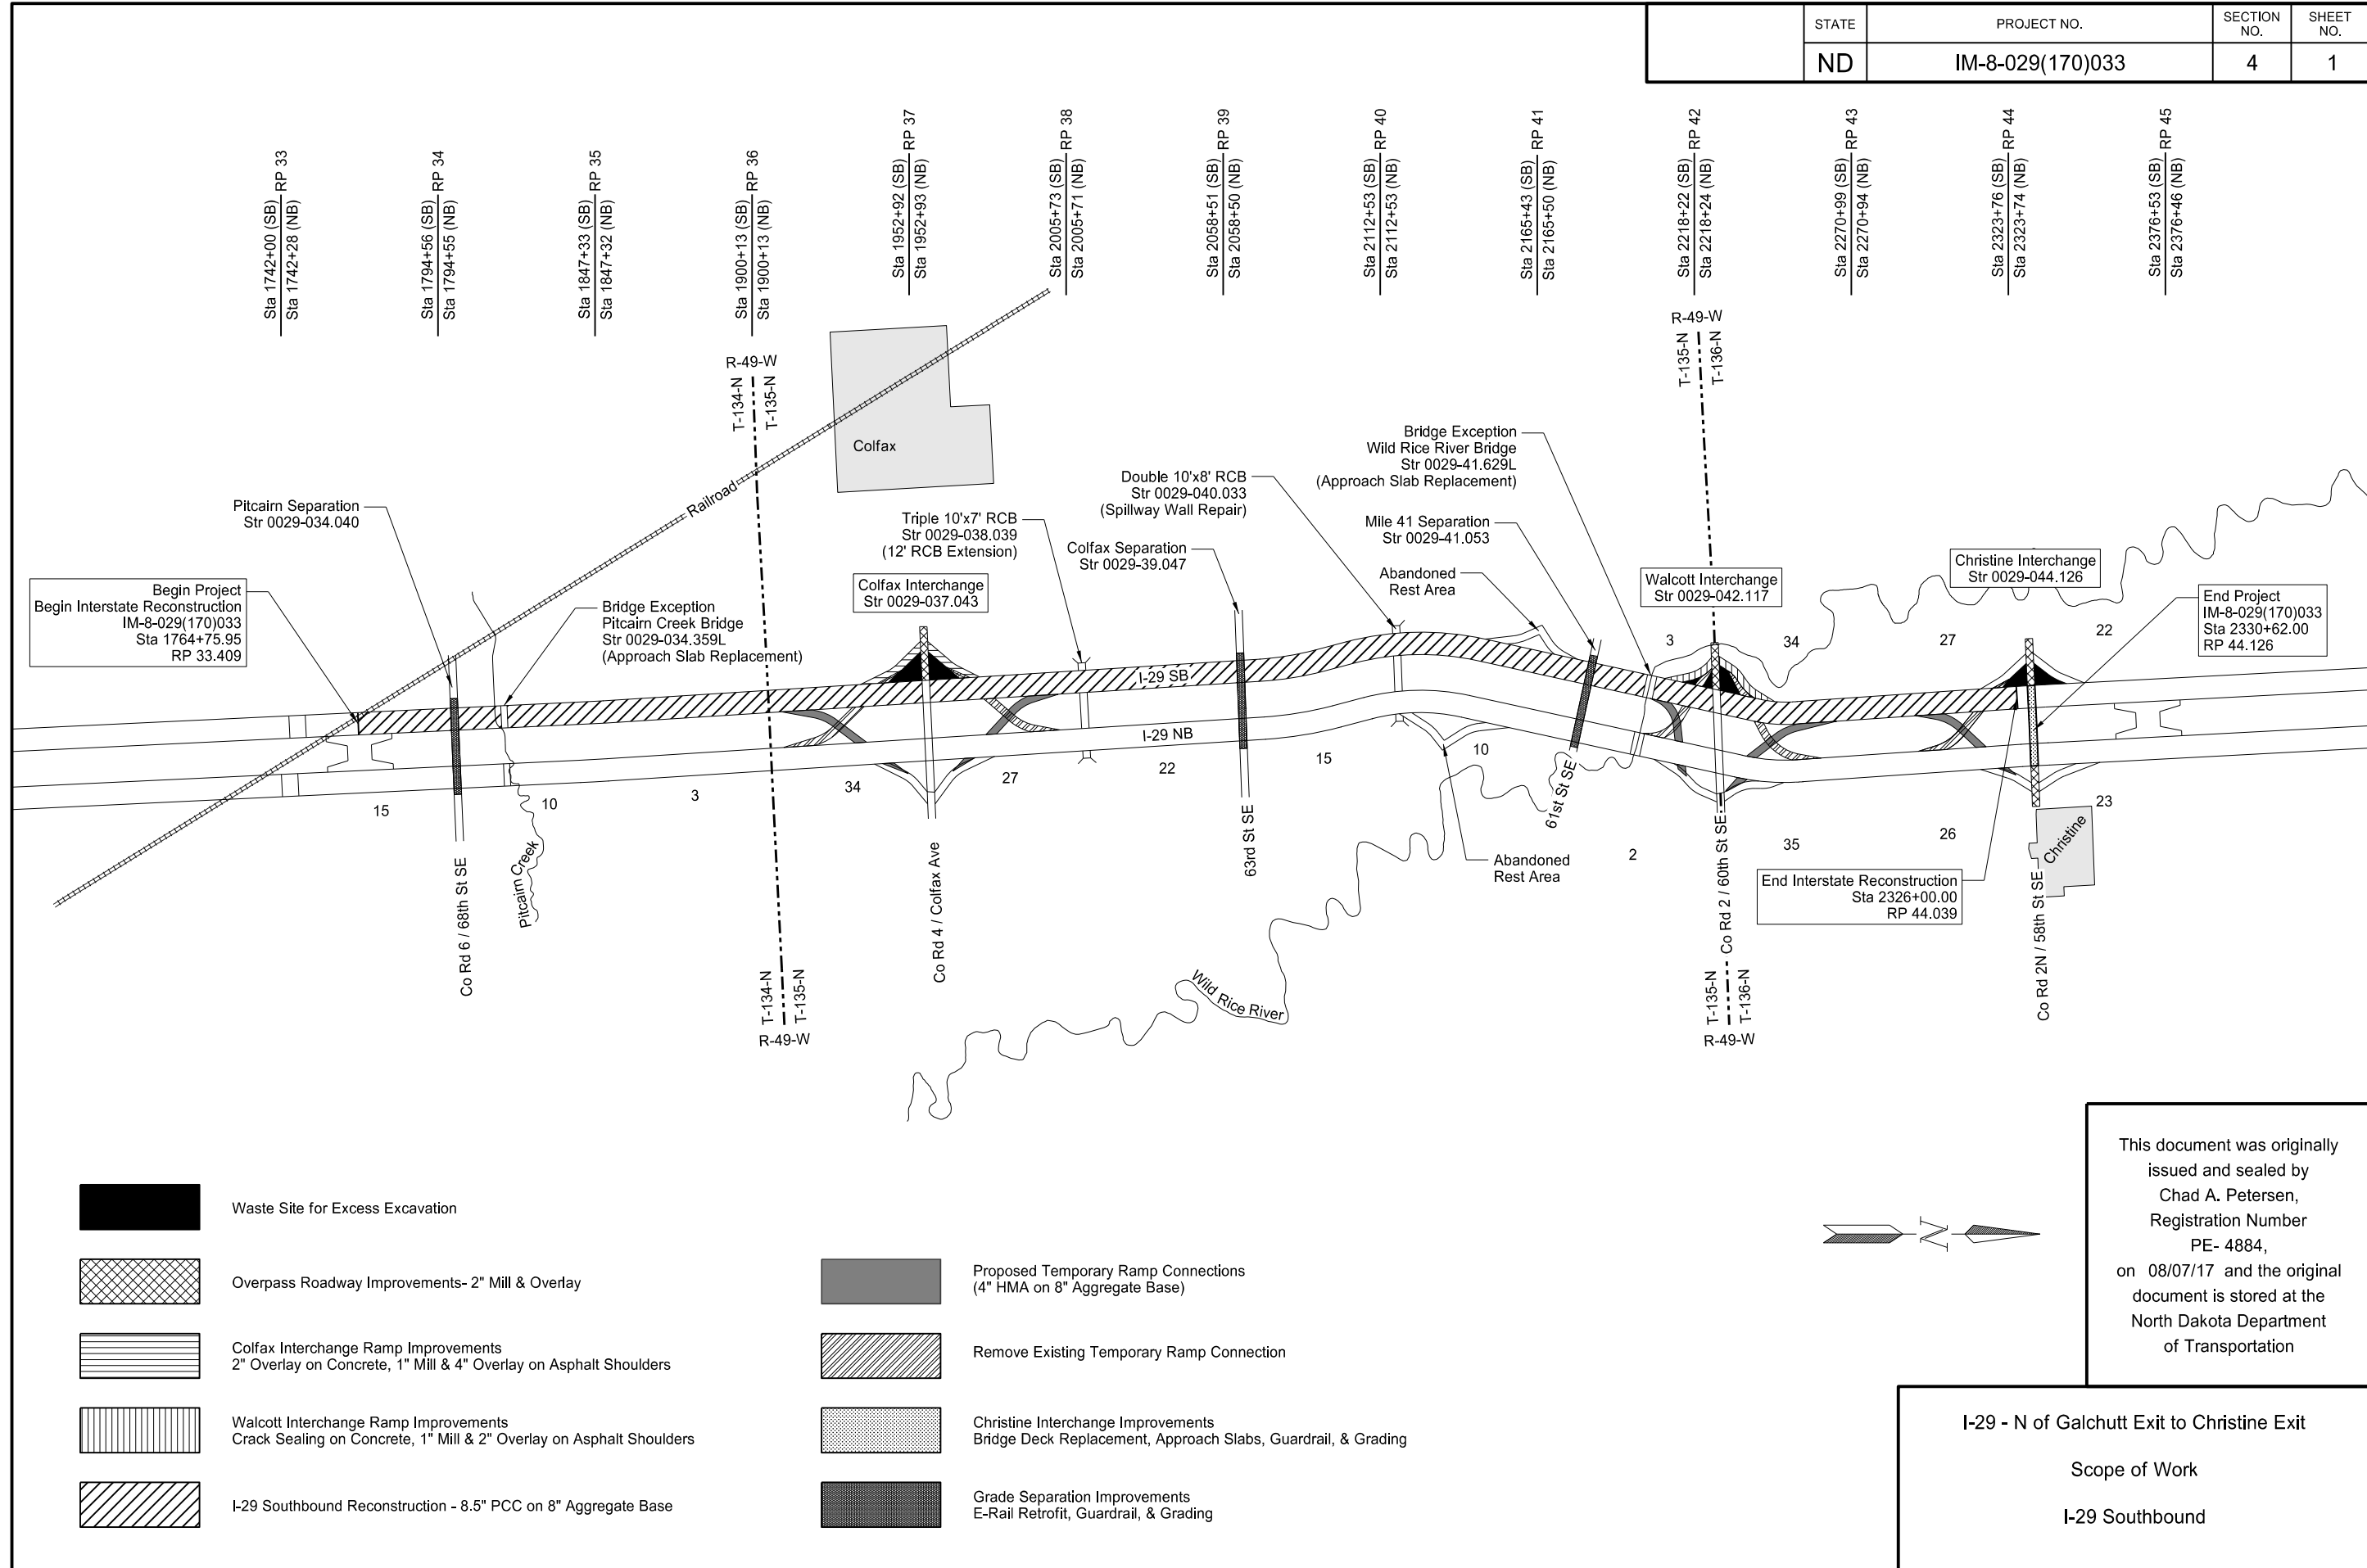 STATE
PROJECT NO.
SECTION
NO.
SHEET
NO.
ND
IM-8-029(170)033
4
1
Sta 1742+00 (SB)
Sta 1742+28 (NB)
RP 33
Sta 1794+56 (SB)
Sta 1794+55 (NB)
RP 34
Sta 1847+33 (SB)
Sta 1847+32 (NB)
RP 35
Sta 1900+13 (SB)
Sta 1900+13 (NB)
RP 36
Sta 1952+92 (SB)
Sta 1952+93 (NB)
RP 37
Sta 2005+73 (SB)
Sta 2005+71 (NB)
RP 38
Sta 2058+51 (SB)
Sta 2058+50 (NB)
RP 39
Sta 2112+53 (SB)
Sta 2112+53 (NB)
RP 40
Sta 2165+43 (SB)
Sta 2165+50 (NB)
RP 41
Sta 2218+22 (SB)
Sta 2218+24 (NB)
RP 42
Sta 2270+99 (SB)
Sta 2270+94 (NB)
RP 43
Sta 2323+76 (SB)
Sta 2323+74 (NB)
RP 44
Sta 2376+53 (SB)
Sta 2376+46 (NB)
RP 45
R-49-W
T-134-N
T-135-N
R-49-W
T-135-N
T-136-N
Colfax
Railroad
Pitcairn Separation
Str 0029-034.040
Begin Project
Begin Interstate Reconstruction
IM-8-029(170)033
Sta 1764+75.95
RP 33.409
Bridge Exception
Pitcairn Creek Bridge
Str 0029-034.359L
(Approach Slab Replacement)
Colfax Interchange
Str 0029-037.043
Triple 10'x7' RCB
Str 0029-038.039
(12' RCB Extension)
Colfax Separation
Str 0029-39.047
Double 10'x8' RCB
Str 0029-040.033
(Spillway Wall Repair)
Bridge Exception
Wild Rice River Bridge
Str 0029-41.629L
(Approach Slab Replacement)
Mile 41 Separation
Str 0029-41.053
Abandoned
Rest Area
Walcott Interchange
Str 0029-042.117
Christine Interchange
Str 0029-044.126
End Project
IM-8-029(170)033
Sta 2330+62.00
RP 44.126
3
34
27
22
I-29 SB
I-29 NB
15
10
3
34
27
22
15
10
2
35
26
23
Co Rd 6 / 68th St SE
Pitcairn Creek
Co Rd 4 / Colfax Ave
63rd St SE
61st St SE
Co Rd 2 / 60th St SE
Co Rd 2N / 58th St SE
Christine
Abandoned
Rest Area
End Interstate Reconstruction
Sta 2326+00.00
RP 44.039
Wild Rice River
T-134-N
T-135-N
R-49-W
T-135-N
T-136-N
R-49-W
N
Waste Site for Excess Excavation
Overpass Roadway Improvements- 2" Mill & Overlay
Colfax Interchange Ramp Improvements
2" Overlay on Concrete, 1" Mill & 4" Overlay on Asphalt Shoulders
Walcott Interchange Ramp Improvements
Crack Sealing on Concrete, 1" Mill & 2" Overlay on Asphalt Shoulders
I-29 Southbound Reconstruction - 8.5" PCC on 8" Aggregate Base
Proposed Temporary Ramp Connections
(4" HMA on 8" Aggregate Base)
Remove Existing Temporary Ramp Connection
Christine Interchange Improvements
Bridge Deck Replacement, Approach Slabs, Guardrail, & Grading
Grade Separation Improvements
E-Rail Retrofit, Guardrail, & Grading
This document was originally
issued and sealed by
Chad A. Petersen,
Registration Number
PE- 4884,
on 08/07/17 and the original
document is stored at the
North Dakota Department
of Transportation
I-29 - N of Galchutt Exit to Christine Exit
Scope of Work
I-29 Southbound